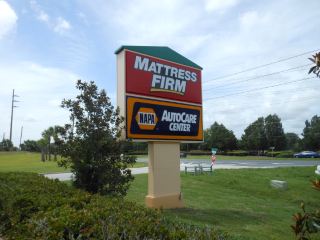 MATTRESS
FIRM
NAPA
AUTOCARE
CENTER